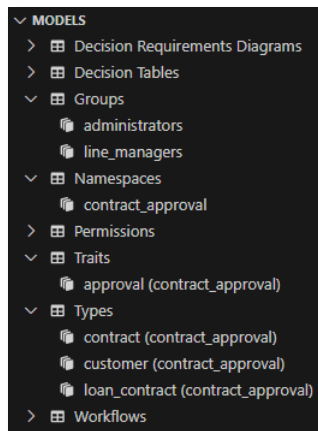 MODELS
Decision Requirements Diagrams
Decision Tables
Groups
administrators
line_managers
Namespaces
contract_approval
Permissions
Traits
approval (contract_approval)
Types
contract (contract_approval)
customer (contract_approval)
loan_contract (contract_approval)
Workflows